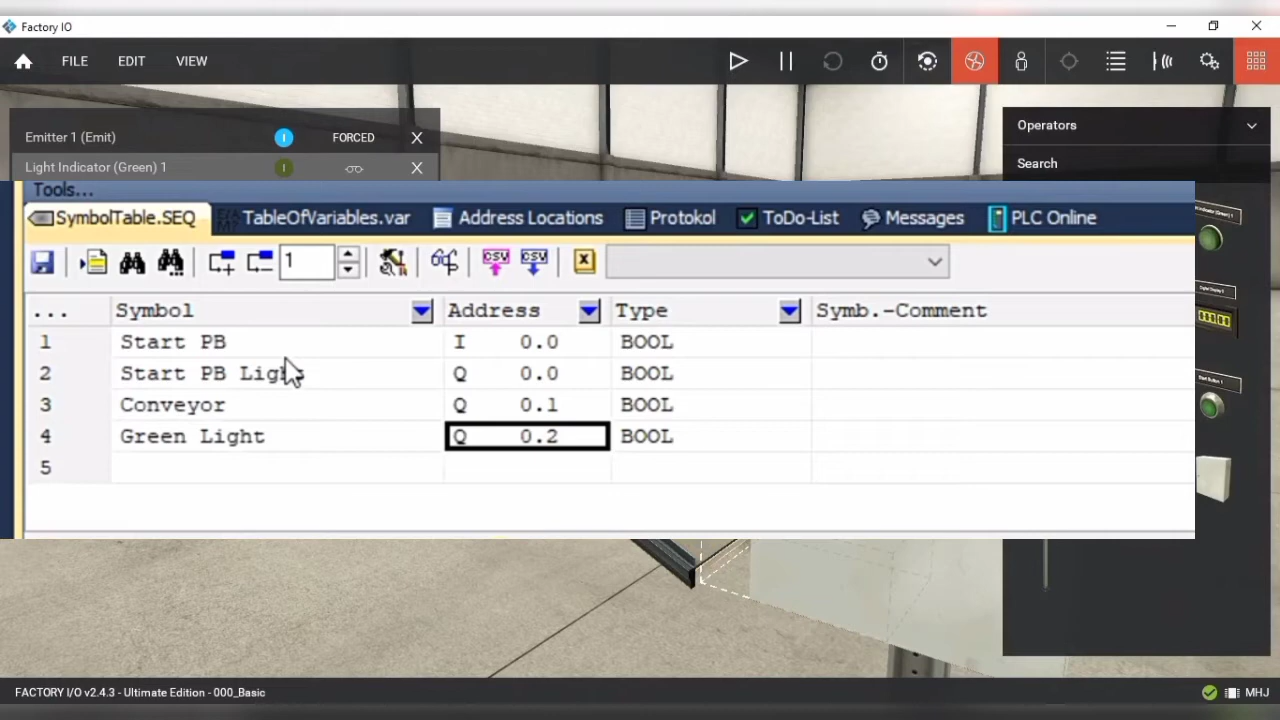 Factory IO
FILE EDIT VIEW
Emitter 1 (Emit) FORCED X
Light Indicator (Green) 1 X
Operators
Search
Tools...
SymbolTable.SEQ TableOfVariables.var Address Locations Protokol ToDo-List Messages PLC Online
1 CSV CSV
... Symbol Address Type Symb.-Comment
1 Start PB I 0.0 BOOL
2 Start PB Light Q 0.0 BOOL
3 Conveyor Q 0.1 BOOL
4 Green Light Q 0.2 BOOL
5
FACTORY I/O v2.4.3 - Ultimate Edition - 000_Basic MHJ